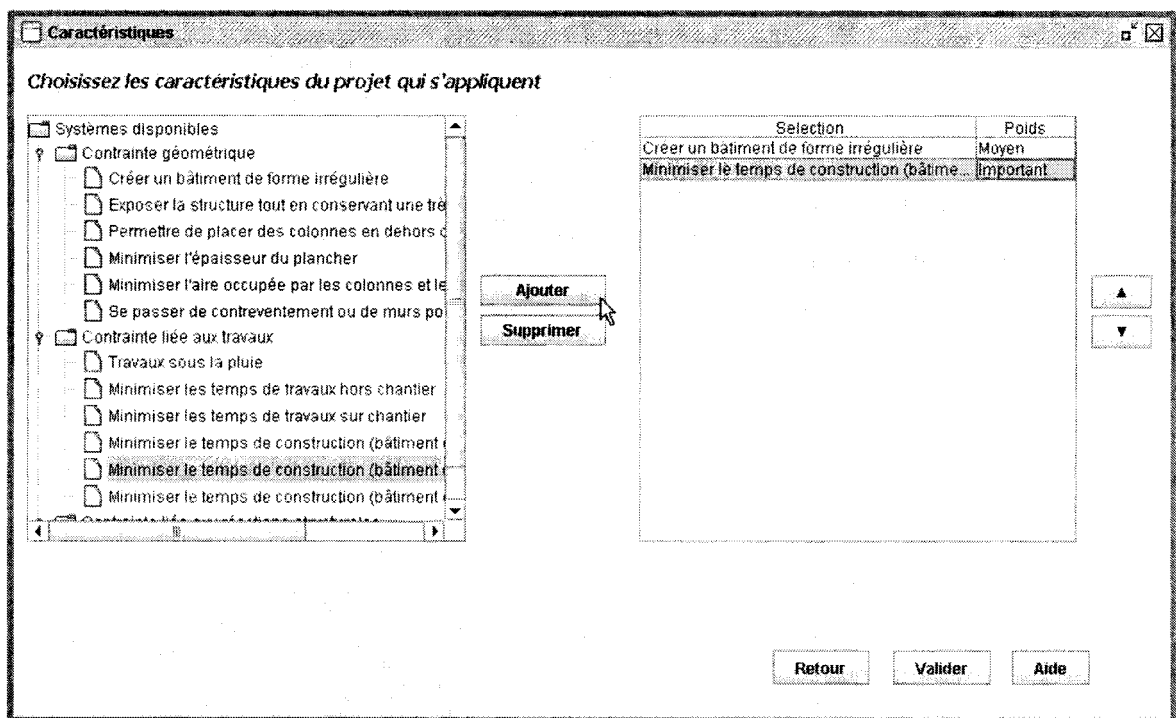 Caractéristiques
Choisissez les caractéristiques du projet qui s'appliquent
Systèmes disponibles
Contrainte géométrique
Créer un bâtiment de forme irrégulière
Exposer la structure tout en conservant une trè
Permettre de placer des colonnes en dehors d
Minimiser l'épaisseur du plancher
Minimiser l'aire occupée par les colonnes et le
Se passer de contreventement ou de murs po
Contrainte liée aux travaux
Travaux sous la pluie
Minimiser les temps de travaux hors chantier
Minimiser les temps de travaux sur chantier
Minimiser le temps de construction (bâtiment
Minimiser le temps de construction (bâtiment
Minimiser le temps de construction (bâtiment
Ajouter
Supprimer
Selection Poids
Créer un bâtiment de forme irrégulière Moyen
Minimiser le temps de construction (bâtime... Important
Retour Valider Aide